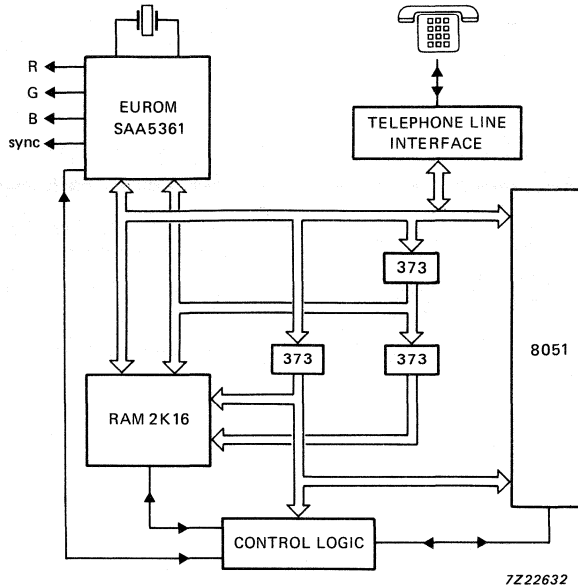 R
G
B
sync
EUROM
SAA5361
TELEPHONE LINE
INTERFACE
373
373
373
8051
RAM 2K16
CONTROL LOGIC
7Z22632